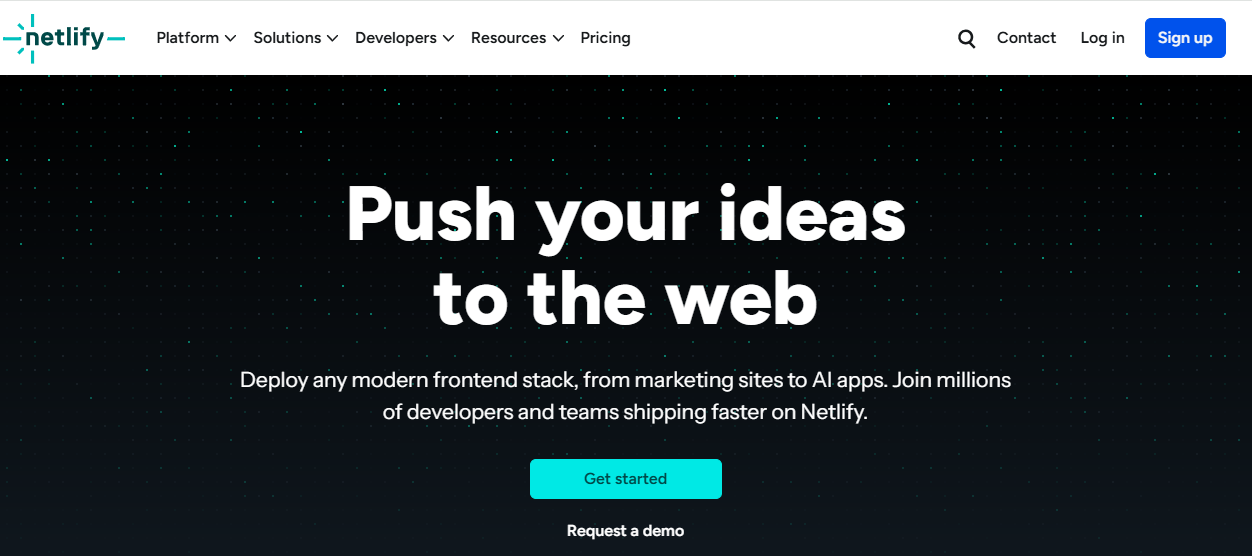 netlify
Platform Solutions Developers Resources Pricing
Contact Log in Sign up
Push your ideas
to the web
Deploy any modern frontend stack, from marketing sites to AI apps. Join millions
of developers and teams shipping faster on Netlify.
Get started
Request a demo